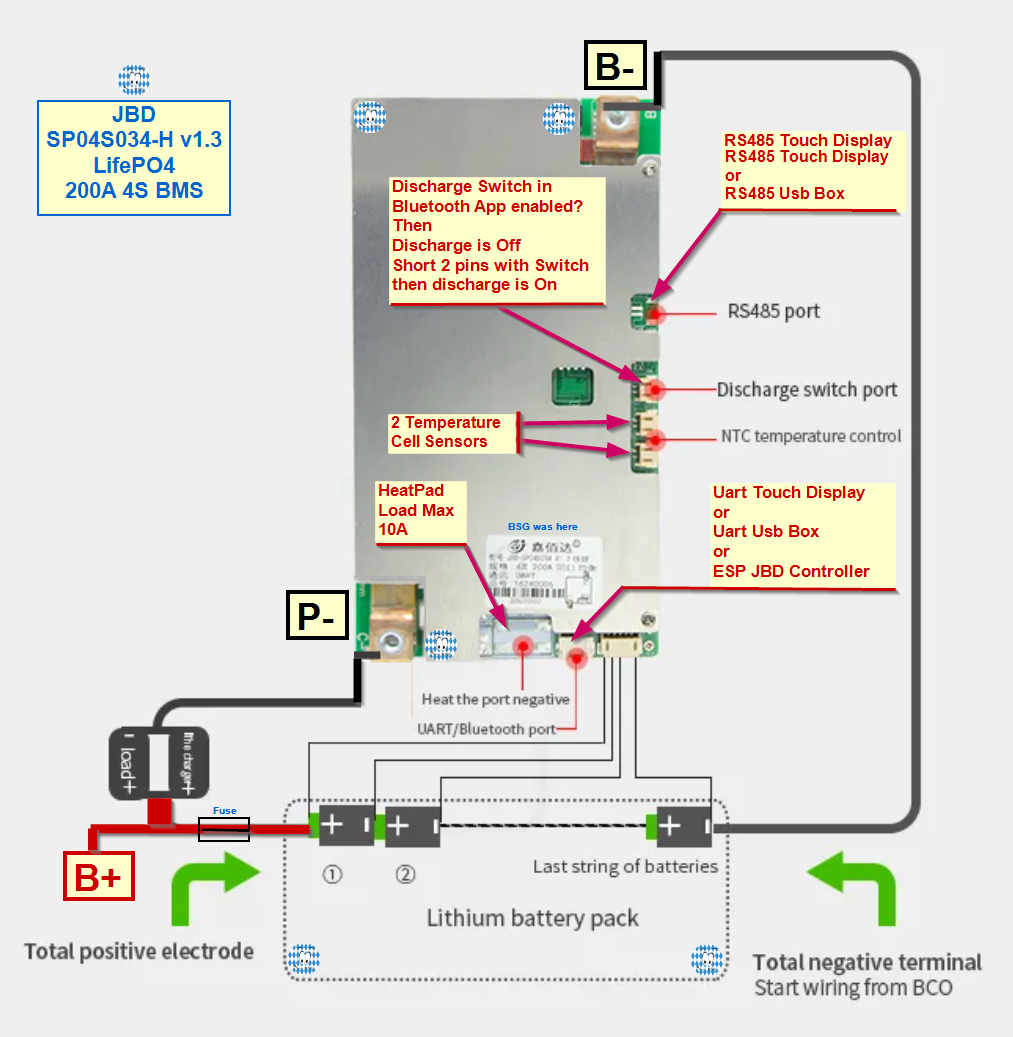 B-
JBD
SP04S034-H v1.3
LifePO4
200A 4S BMS
B
RS485 Touch Display
RS485 Touch Display
or
RS485 Usb Box
Discharge Switch in
Bluetooth App enabled?
Then
Discharge is Off
Short 2 pins with Switch
then discharge is On
RS485 port
Discharge switch port
2 Temperature
Cell Sensors
NTC temperature control
HeatPad
Load Max
10A
Uart Touch Display
or
Uart Usb Box
or
ESP JBD Controller
BSG was here
嘉佰达
UART
P-
C-
Heat the port negative
UART/Bluetooth port
load+
The charger+
Fuse
B+
+ -
+ -
+ -
①
②
Last string of batteries
Lithium battery pack
Total positive electrode
Total negative terminal
Start wiring from BCO